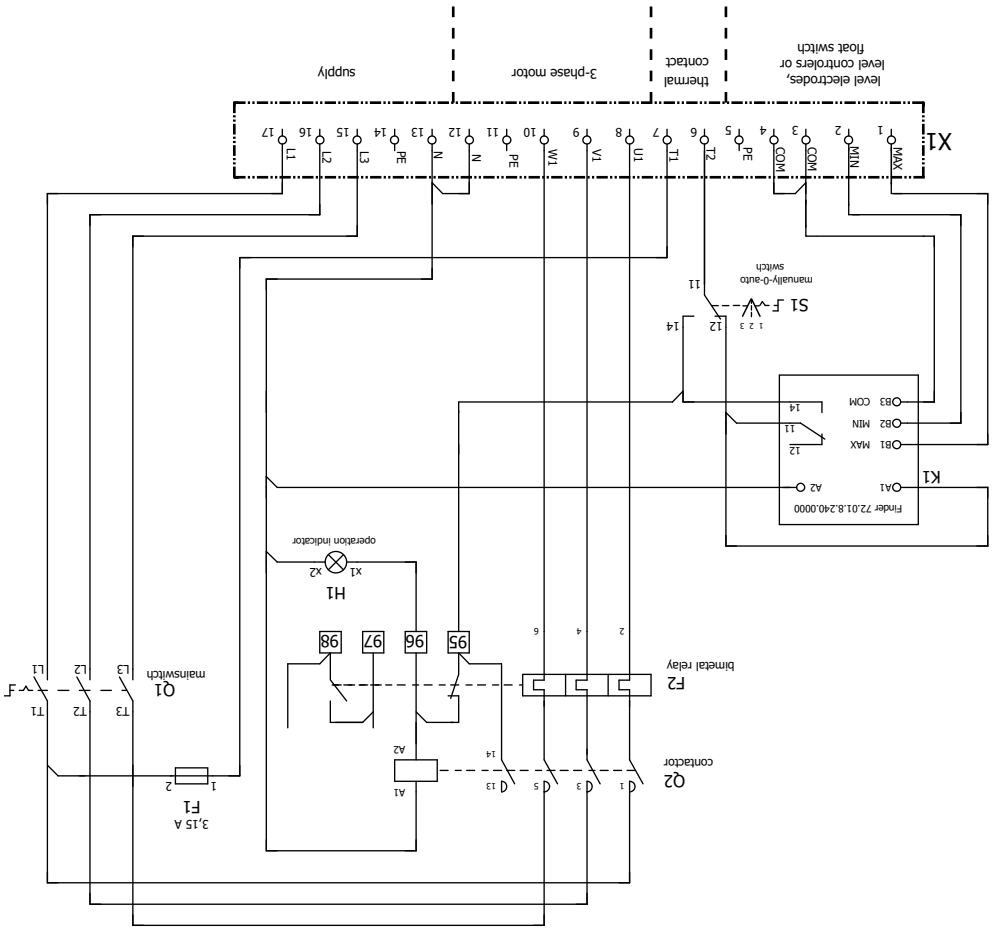 3,15 A
F1
1
2
Q2
contactor
1
3
5
13
14
A1
A2
T3
T2
T1
Q1
mainswitch
L3
L2
L1
F2
bimetal relay
2
4
6
95
96
97
98
H1
x1
x2
operation indicator
Finder 72.01.8.240.0000
K1
A1
A2
B1
MAX
B2
MIN
B3
COM
12
11
14
1 2 3
S1
manually-0-auto
switch
12
14
11
X1
MAX
MIN
COM
COM
PE
T2
T1
U1
V1
W1
PE
N
N
PE
L3
L2
L1
1
2
3
4
5
6
7
8
9
10
11
12
13
14
15
16
17
level electrodes,
level controlers or
float switch
thermal
contact
3-phase motor
supply